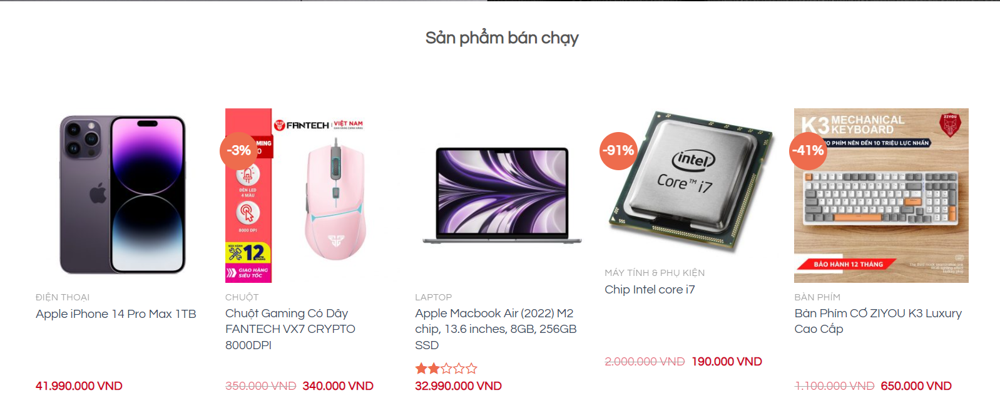 Sản phẩm bán chạy
ĐIỆN THOẠI
Apple iPhone 14 Pro Max 1TB
41.990.000 VND
-3%
FANTECH
VIỆT NAM
MING
O
ĐÈN LED
4 MÀU
8000 DPI
BẢO HÀNH
12
THÁNG
GIAO HÀNG
SIÊU TỐC
CHUỘT
Chuột Gaming Có Dây
FANTECH VX7 CRYPTO
8000DPI
350.000 VND 340.000 VND
LAPTOP
Apple Macbook Air (2022) M2
chip, 13.6 inches, 8GB, 256GB
SSD
32.990.000 VND
-91%
intel
Core™ i7
MÁY TÍNH & PHỤ KIỆN
Chip Intel core i7
2.000.000 VND 190.000 VND
-41%
K3 MECHANICAL
KEYBOARD
ZIYOU
PHÍM NÊN ĐẾN 10 TRIỆU LỰC NHẤN
BẢO HÀNH 12 THÁNG
BÀN PHÍM
Bàn Phím CƠ ZIYOU K3 Luxury
Cao Cấp
1.100.000 VND 650.000 VND